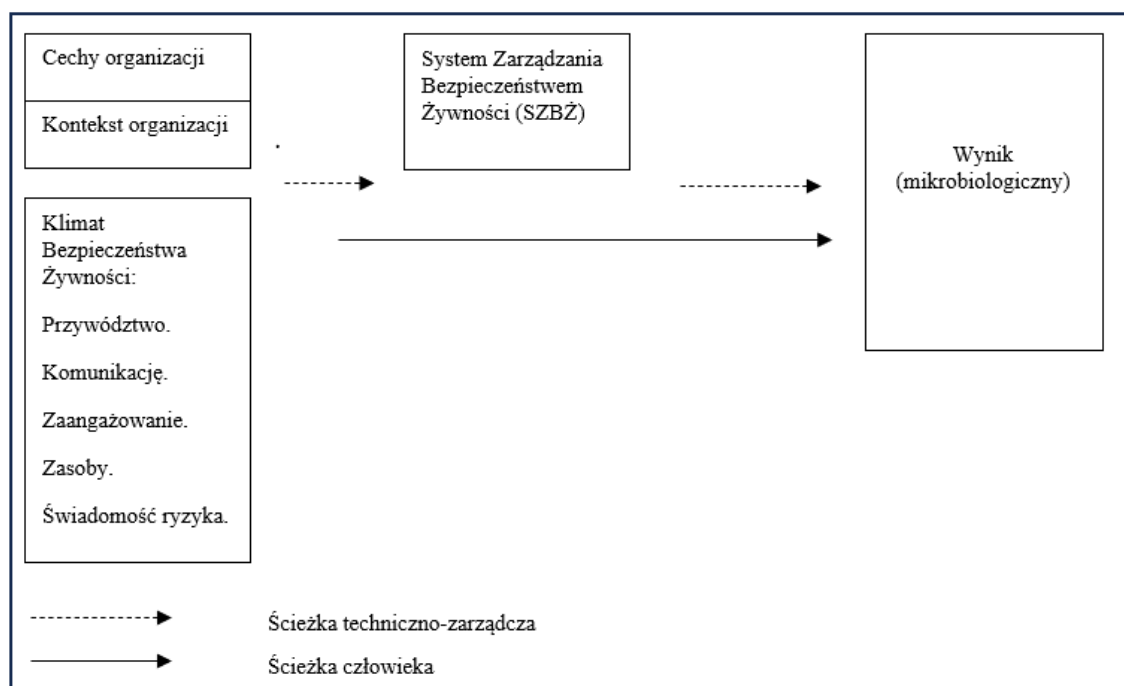 Cechy organizacji
Kontekst organizacji
.
Klimat
Bezpieczeństwa
Żywności:
Przywództwo.
Komunikację.
Zaangażowanie.
Zasoby.
Świadomość ryzyka.
System Zarządzania
Bezpieczeństwem
Żywności (SZBŻ)
Wynik
(mikrobiologiczny)
Ścieżka techniczno-zarządcza
Ścieżka człowieka